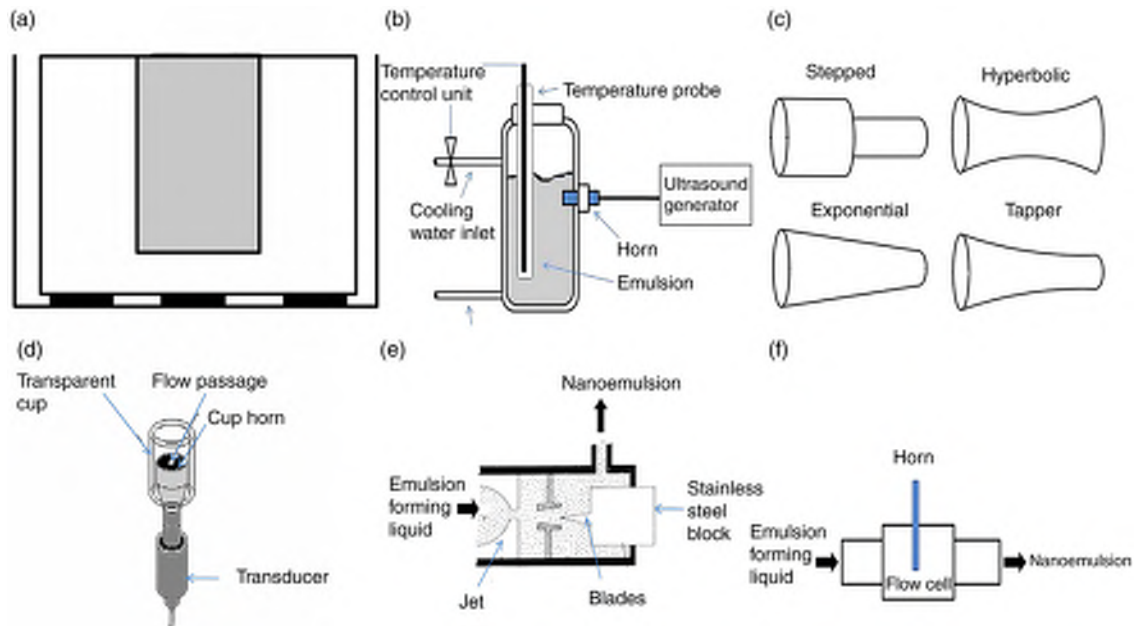 (a)
(b)
(c)
Temperature
control unit
Temperature probe
Cooling
water inlet
Ultrasound
generator
Horn
Emulsion
Stepped
Hyperbolic
Exponential
Tapper
(d)
(e)
(f)
Transparent
cup
Flow passage
Cup horn
Transducer
Nanoemulsion
Emulsion
forming
liquid
Stainless
steel
block
Jet
Blades
Horn
Emulsion
forming
liquid
Flow cell
Nanoemulsion